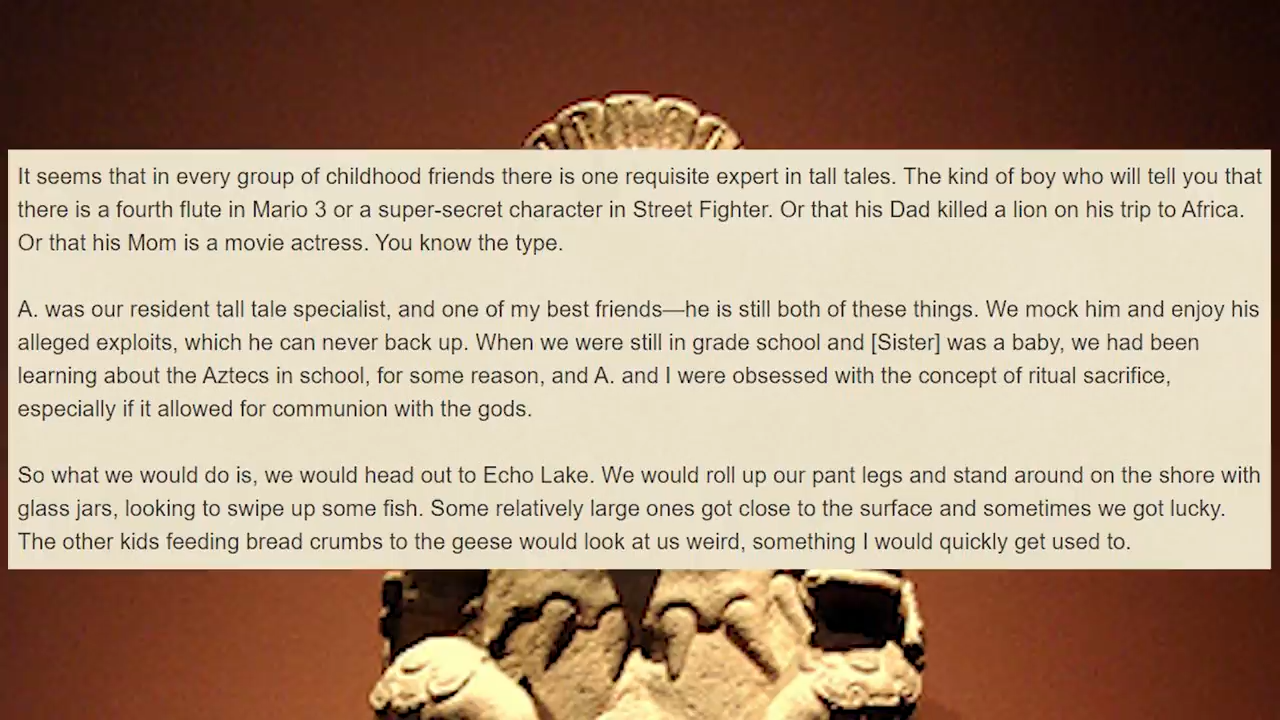 It seems that in every group of childhood friends there is one requisite expert in tall tales. The kind of boy who will tell you that
there is a fourth flute in Mario 3 or a super-secret character in Street Fighter. Or that his Dad killed a lion on his trip to Africa.
Or that his Mom is a movie actress. You know the type.
A. was our resident tall tale specialist, and one of my best friends—he is still both of these things. We mock him and enjoy his
alleged exploits, which he can never back up. When we were still in grade school and [Sister] was a baby, we had been
learning about the Aztecs in school, for some reason, and A. and I were obsessed with the concept of ritual sacrifice,
especially if it allowed for communion with the gods.
So what we would do is, we would head out to Echo Lake. We would roll up our pant legs and stand around on the shore with
glass jars, looking to swipe up some fish. Some relatively large ones got close to the surface and sometimes we got lucky.
The other kids feeding bread crumbs to the geese would look at us weird, something I would quickly get used to.